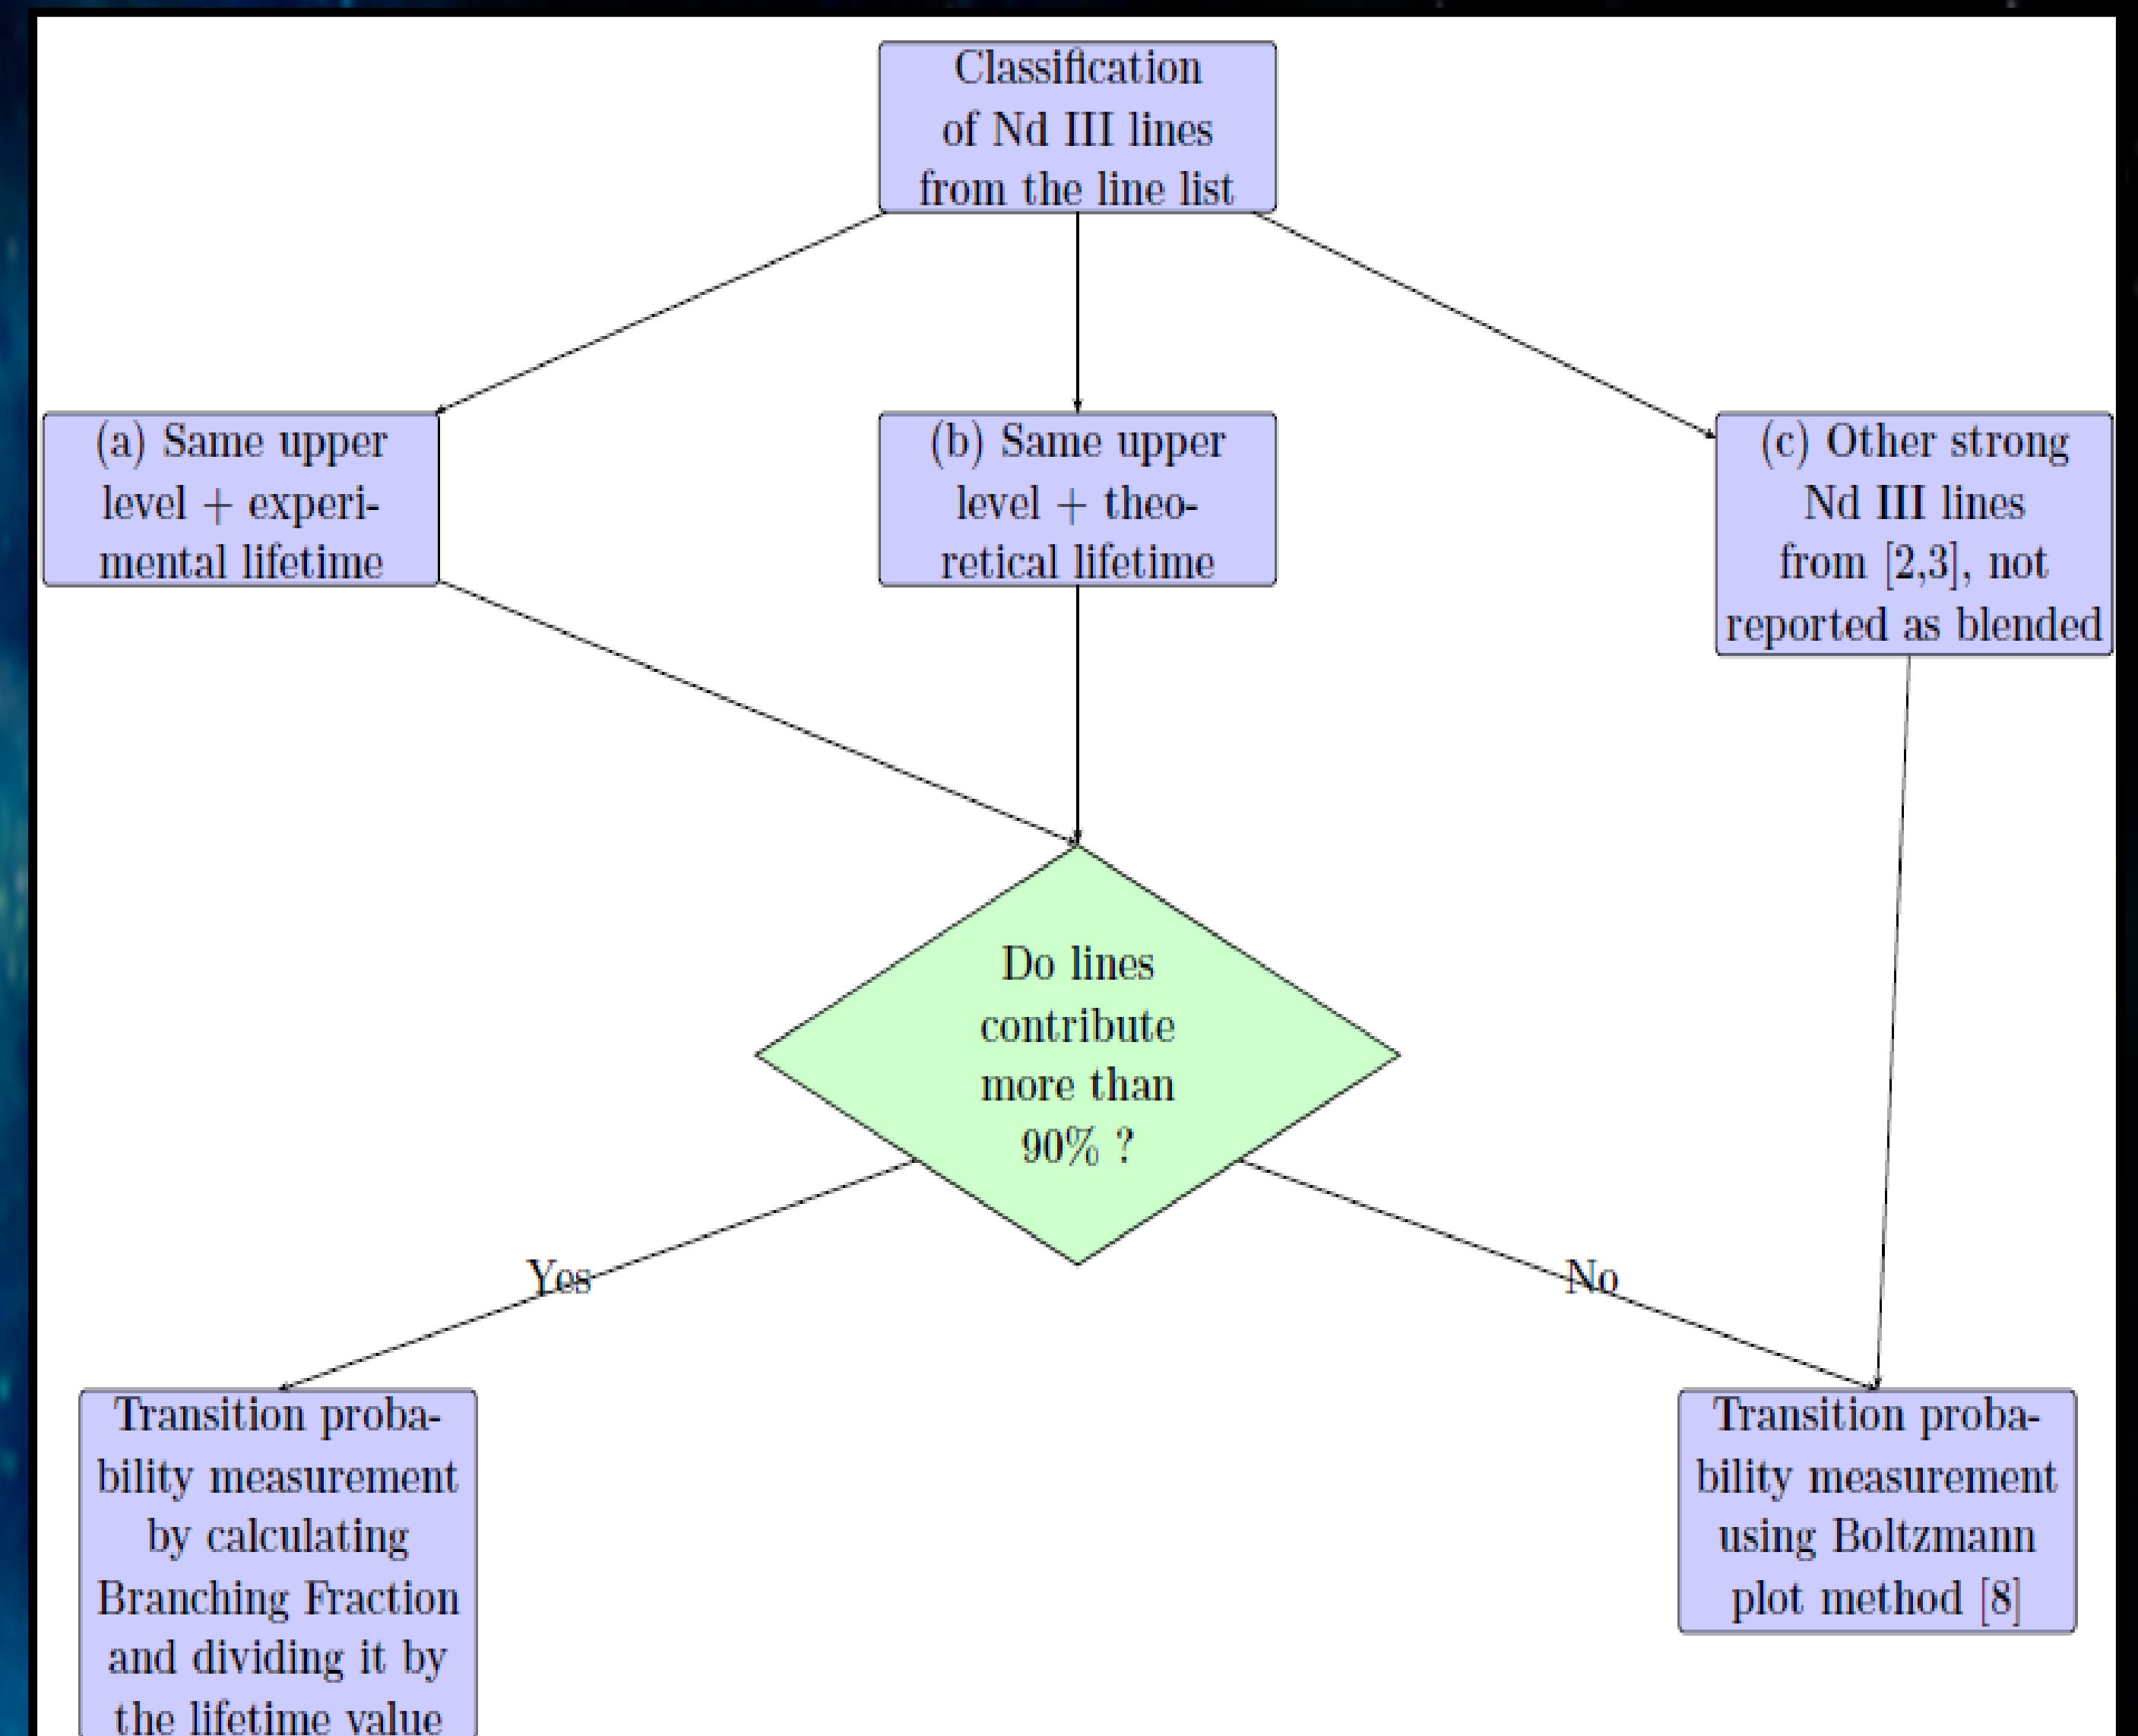 Classification
of Nd III lines
from the line list
(a) Same upper
level + experi-
mental lifetime
(b) Same upper
level + theo-
retical lifetime
(c) Other strong
Nd III lines
from [2,3], not
reported as blended
Do lines
contribute
more than
90% ?
Yes
No
Transition proba-
bility measurement
by calculating
Branching Fraction
and dividing it by
the lifetime value
Transition proba-
bility measurement
using Boltzmann
plot method [8]